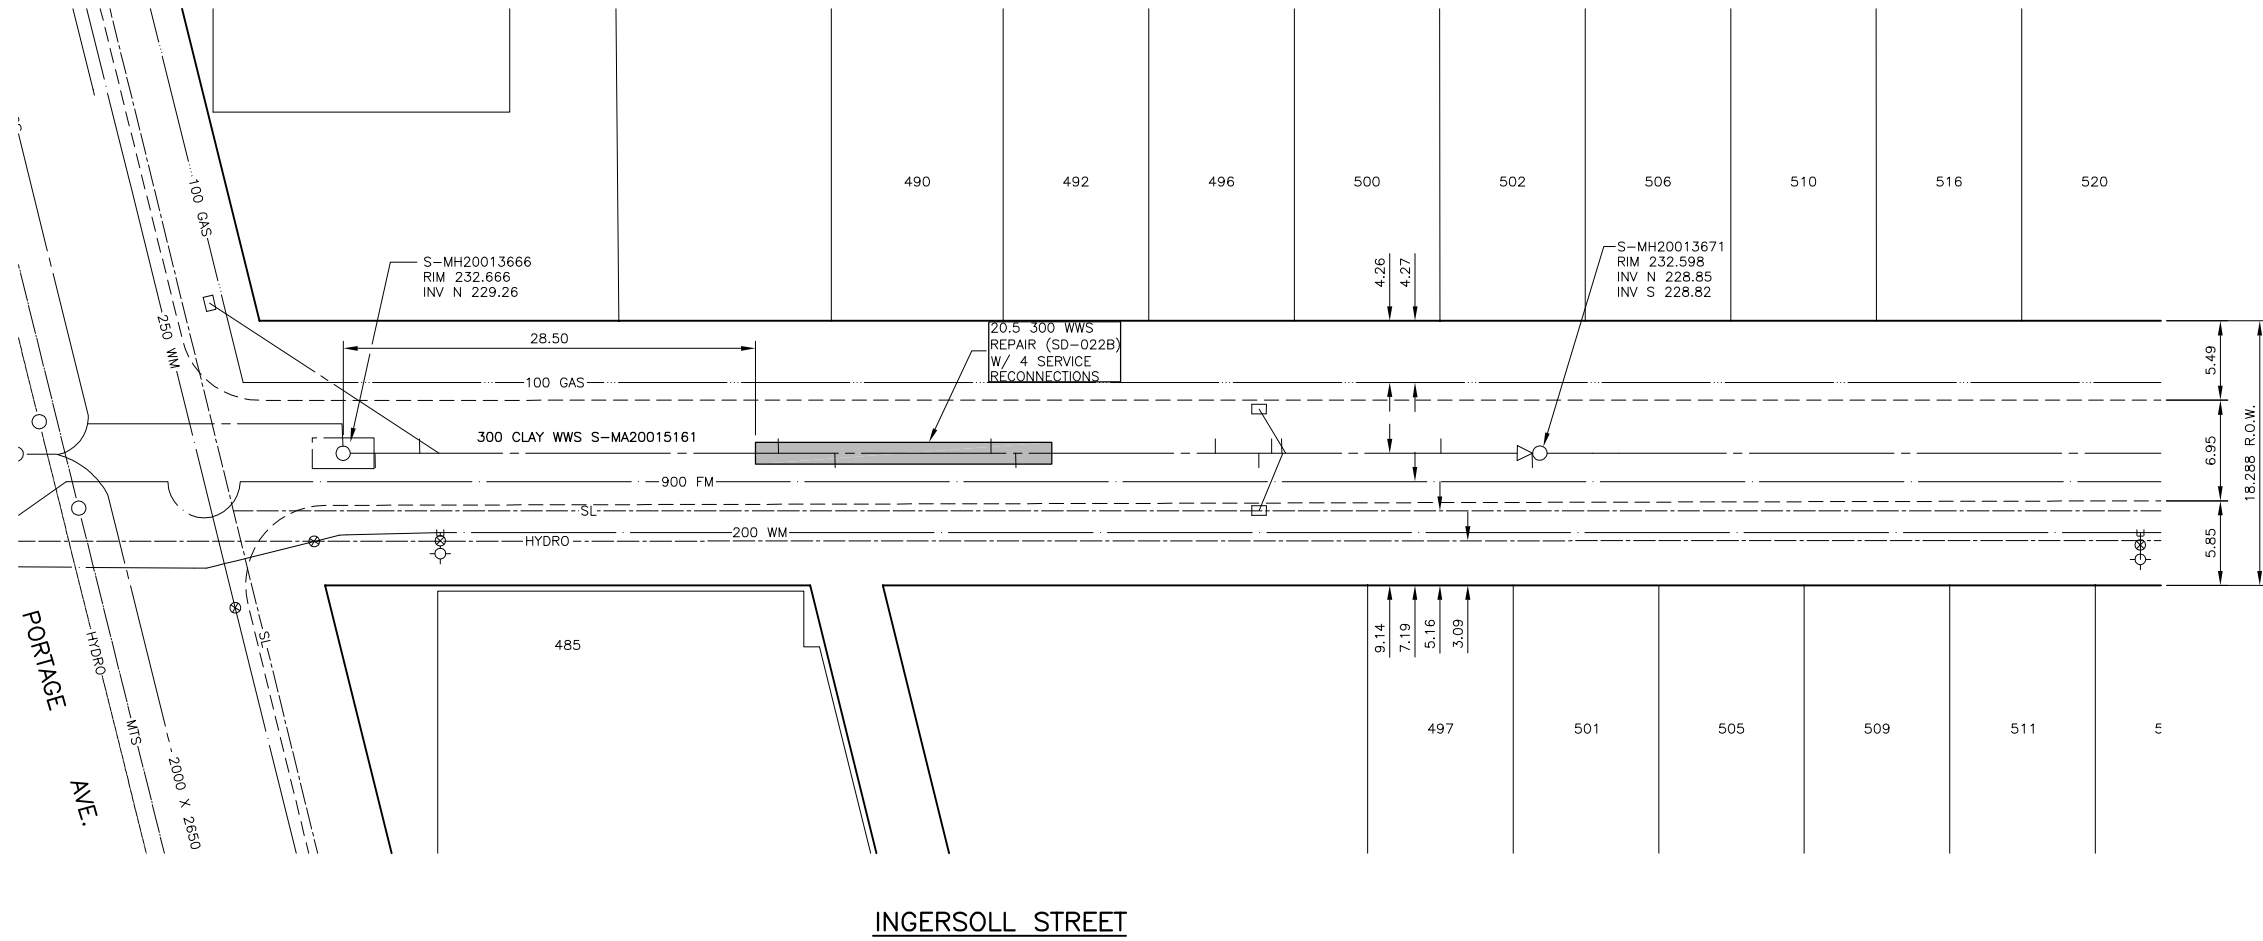 490
492
496
500
502
506
510
516
520
100 GAS
S-MH20013666
RIM 232.666
INV N 229.26
S-MH20013671
RIM 232.598
INV N 228.85
INV S 228.82
4.26
4.27
250 WM
28.50
20.5 300 WWS
REPAIR (SD-022B)
W/ 4 SERVICE
RECONNECTIONS
100 GAS
5.49
6.95
5.85
18.288 R.O.W.
300 CLAY WWS S-MA20015161
900 FM
SL
200 WM
HYDRO
9.14
7.19
5.16
3.09
PORTAGE
AVE.
HYDRO
MTS
2000 X 2650
SL
485
497
501
505
509
511
INGERSOLL STREET